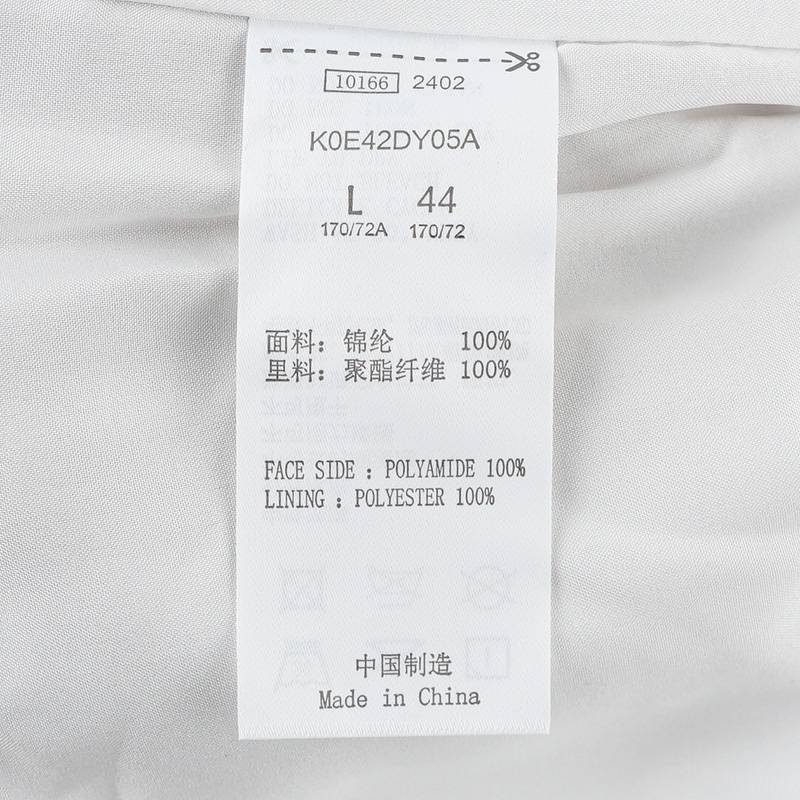 10166 2402
K0E42DY05A
L 44
170/72A 170/72
面料：锦纶 100%
里料：聚酯纤维 100%
FACE SIDE : POLYAMIDE 100%
LINING : POLYESTER 100%
中国制造
Made in China